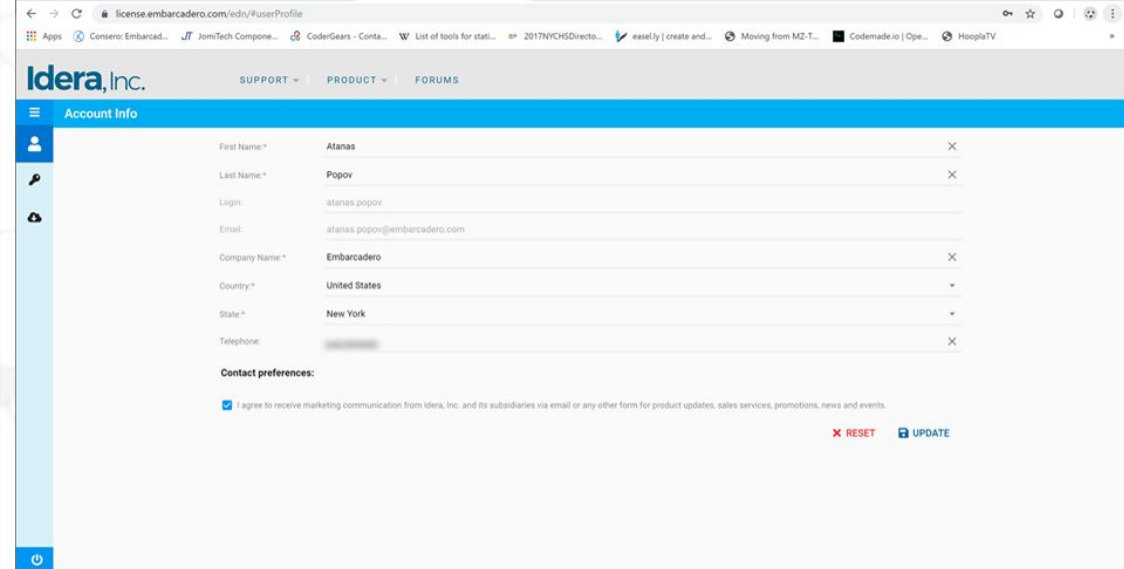 license.embarcadero.com/edn/#userProfile
Apps Consero: Embarcad... JT JomiTech Compone... CoderGears - Conta... W List of tools for stati... 2017NYCHSDirecto... easel.ly | create and... Moving from MZ-T... Codemade.io | Ope... HooplaTV »
Idera, Inc. SUPPORT PRODUCT FORUMS
Account Info
First Name:* Atanas
Last Name:* Popov
Login: atanas.popov
Email: atanas.popov@embarcadero.com
Company Name:* Embarcadero
Country:* United States
State:* New York
Telephone:
Contact preferences:
I agree to receive marketing communication from Idera, Inc. and its subsidiaries via email or any other form for product updates, sales services, promotions, news and events.
RESET UPDATE